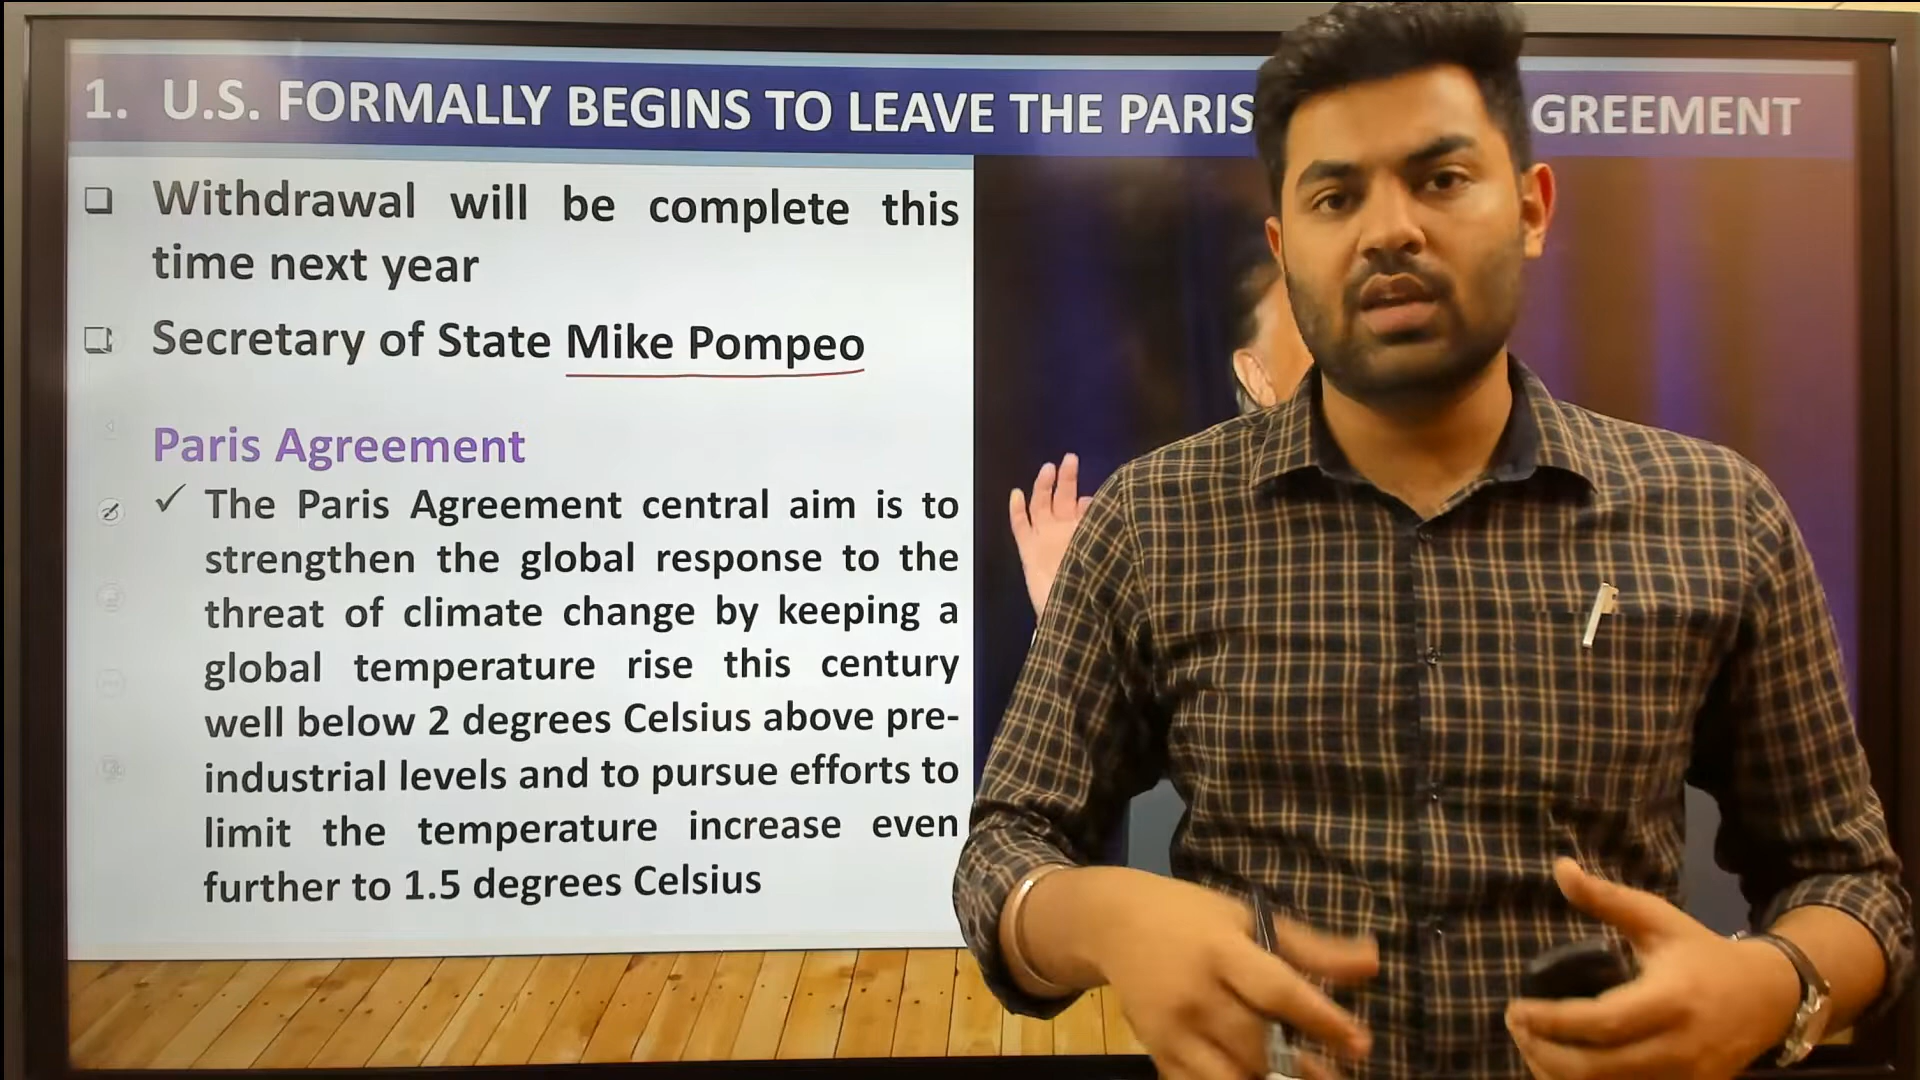 1. U.S. FORMALLY BEGINS TO LEAVE THE PARIS GREEMENT
Withdrawal will be complete this
time next year
Secretary of State Mike Pompeo
Paris Agreement
✓ The Paris Agreement central aim is to
strengthen the global response to the
threat of climate change by keeping a
global temperature rise this century
well below 2 degrees Celsius above pre-
industrial levels and to pursue efforts to
limit the temperature increase even
further to 1.5 degrees Celsius